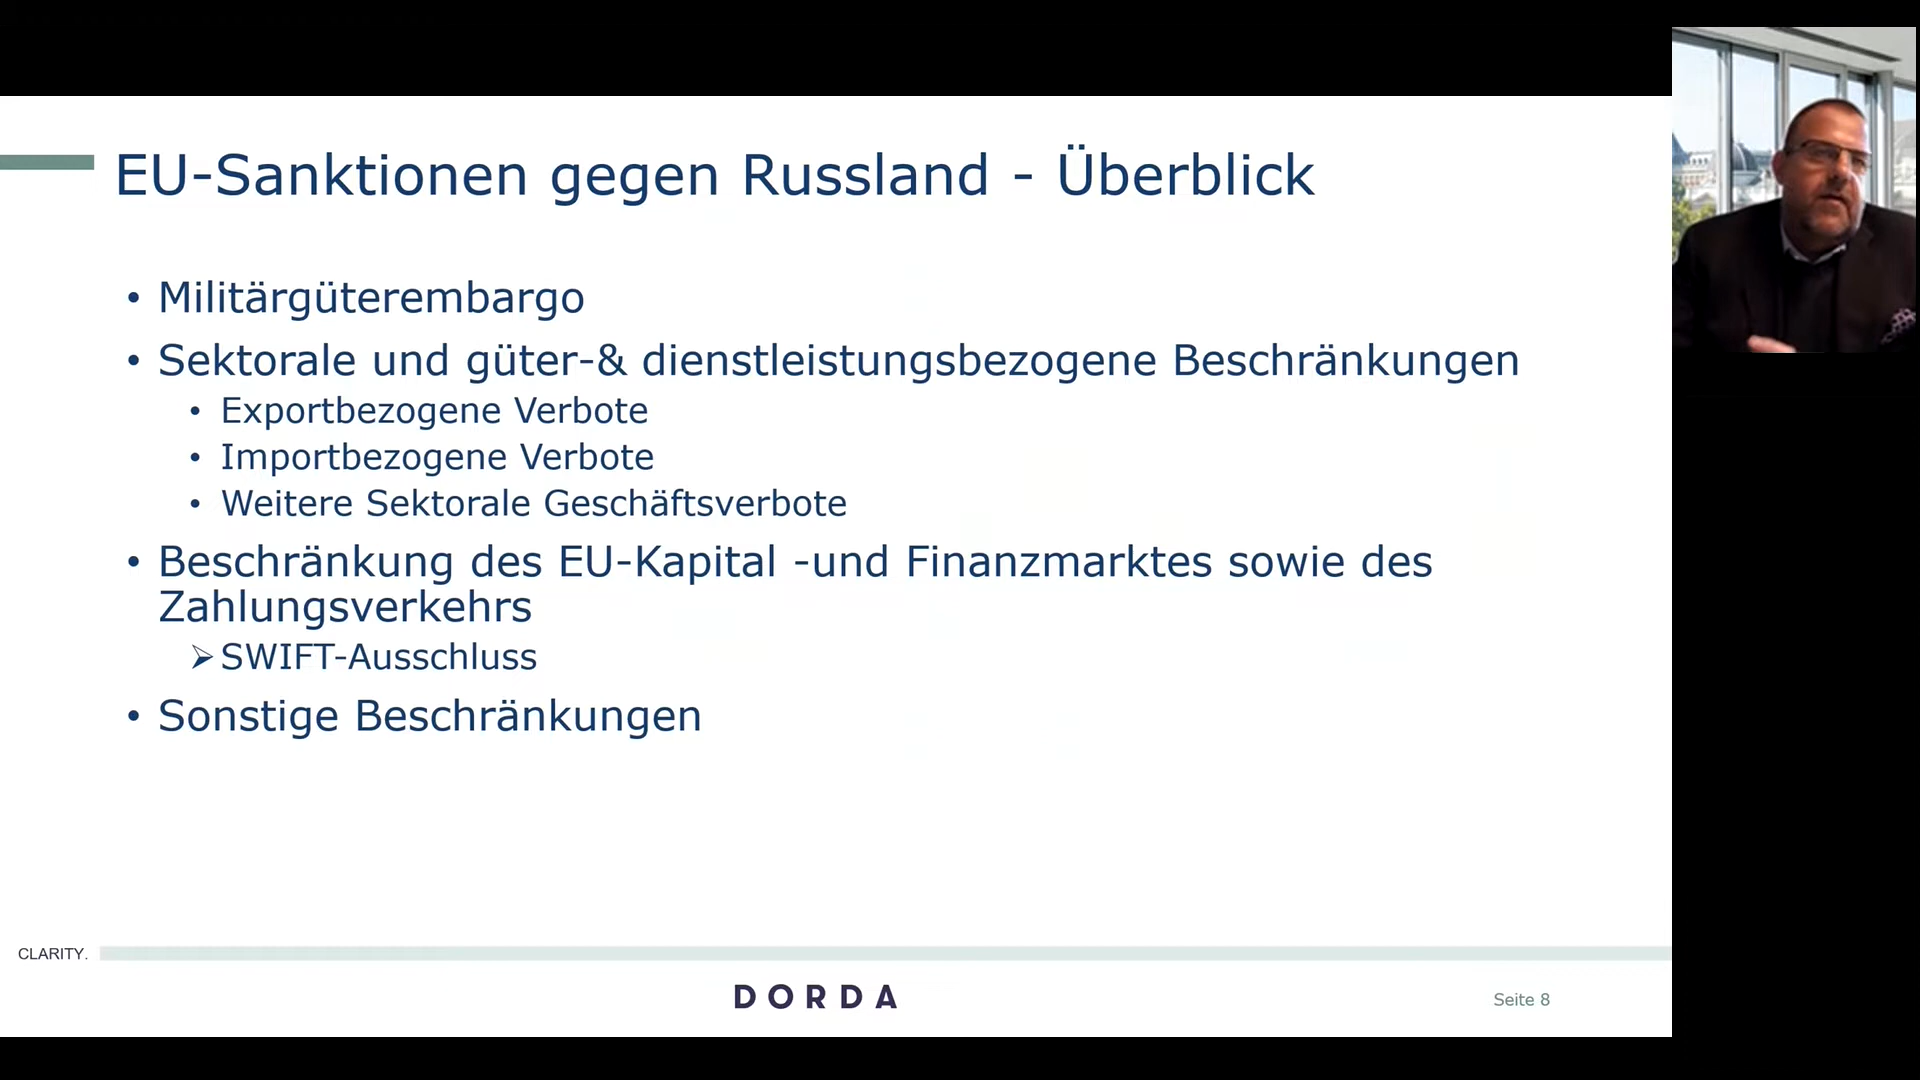 EU-Sanktionen gegen Russland - Überblick
• Militärgüterembargo
• Sektorale und güter-& dienstleistungsbezogene Beschränkungen
• Exportbezogene Verbote
• Importbezogene Verbote
• Weitere Sektorale Geschäftsverbote
• Beschränkung des EU-Kapital -und Finanzmarktes sowie des
Zahlungsverkehrs
➢ SWIFT-Ausschluss
• Sonstige Beschränkungen
CLARITY.
DORDA
Seite 8